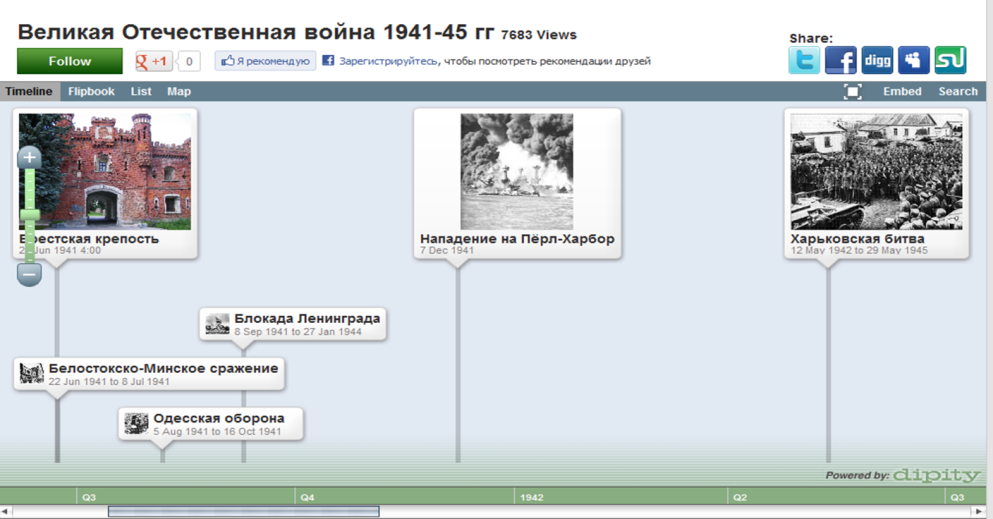 Великая Отечественная война 1941-45 гг 7683 Views
Share:
Follow
g +1 0
Я рекомендую
Зарегистрируйтесь, чтобы посмотреть рекомендации друзей
digg
Timeline Flipbook List Map Embed Search
Брестская крепость
Jun 1941 4:00
Нападение на Пёрл-Харбор
7 Dec 1941
Харьковская битва
12 May 1942 to 29 May 1945
Блокада Ленинграда
8 Sep 1941 to 27 Jan 1944
Белостокско-Минское сражение
22 Jun 1941 to 8 Jul 1941
Одесская оборона
5 Aug 1941 to 16 Oct 1941
Powered by: dipity
Q3 Q4 1942 Q2 Q3